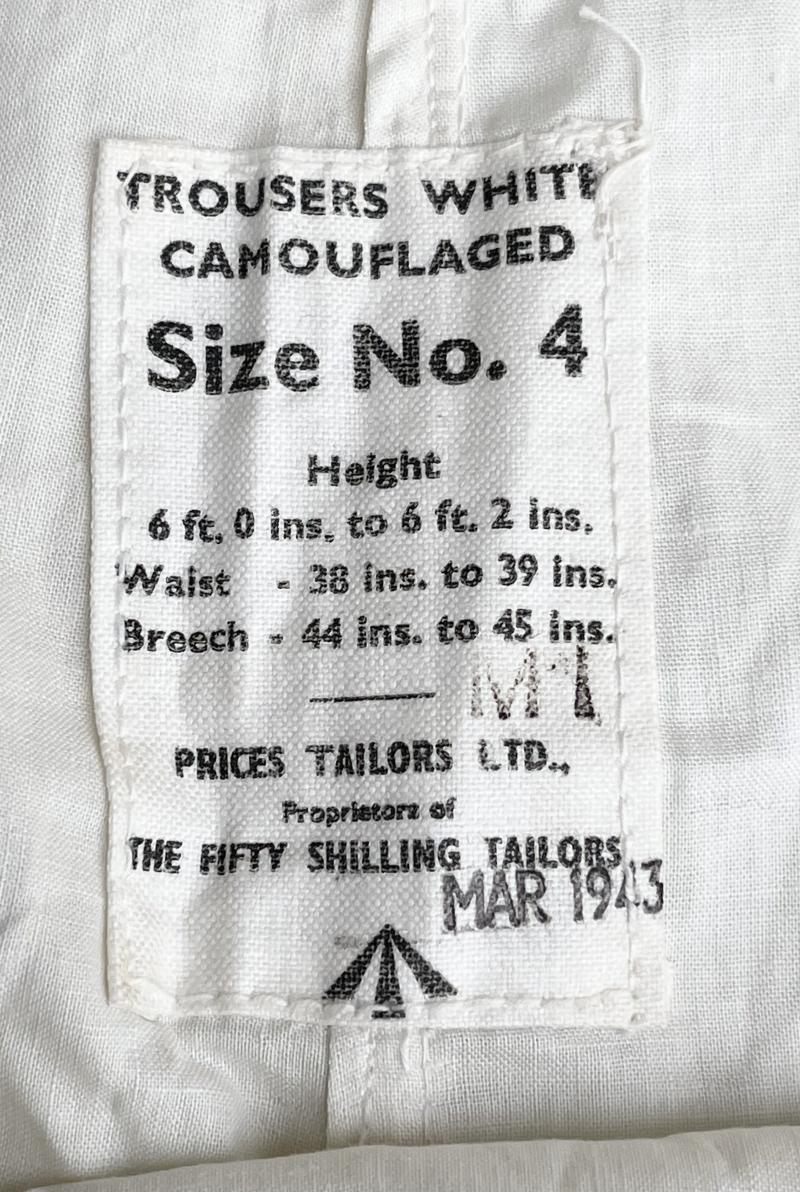 TROUSERS WHITE
CAMOUFLAGED
Size No. 4
Height
6 ft. 0 ins. to 6 ft. 2 ins.
Waist - 38 ins. to 39 ins.
Breech - 44 ins. to 45 ins.
PRICES TAILORS LTD.,
Proprietors of
THE FIFTY SHILLING TAILORS
MAR 1943